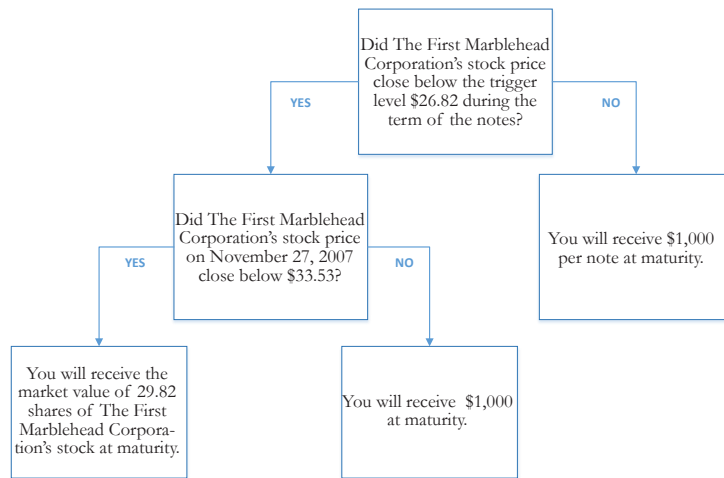 Did The First Marblehead
Corporation's stock price
close below the trigger
level $26.82 during the
term of the notes?
YES
NO
Did The First Marblehead
Corporation's stock price
on November 27, 2007
close below $33.53?
You will receive $1,000
per note at maturity.
YES
NO
You will receive the
market value of 29.82
shares of The First
Marblehead Corpora-
tion's stock at maturity.
You will receive $1,000
at maturity.